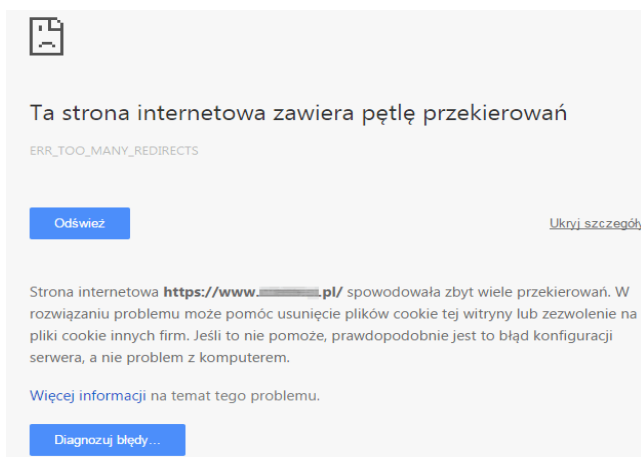 Ta strona internetowa zawiera pętlę przekierowań
ERR_TOO_MANY_REDIRECTS
Odśwież
Ukryj szczegóły
Strona internetowa https://www. .pl/ spowodowała zbyt wiele przekierowań. W
rozwiązaniu problemu może pomóc usunięcie plików cookie tej witryny lub zezwolenie na
pliki cookie innych firm. Jeśli to nie pomoże, prawdopodobnie jest to błąd konfiguracji
serwera, a nie problem z komputerem.
Więcej informacji na temat tego problemu.
Diagnozuj błędy...